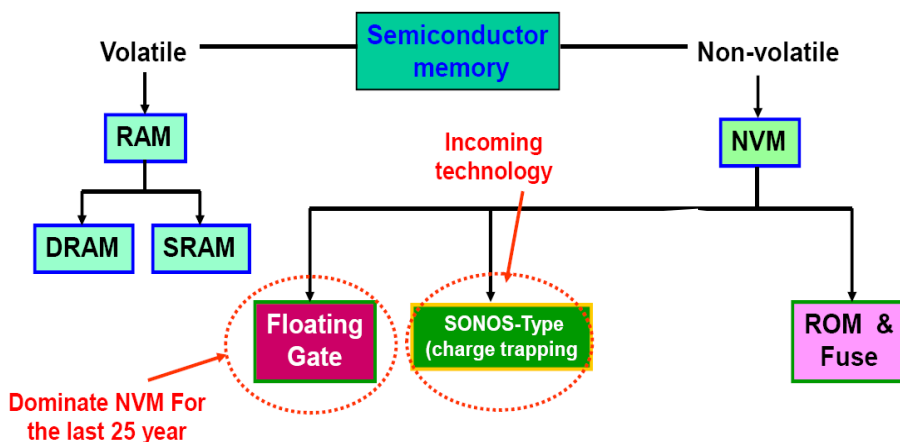 Semiconductor
memory
Volatile
Non-volatile
RAM
NVM
Incoming
technology
DRAM
SRAM
Floating
Gate
SONOS-Type
(charge trapping
ROM & 
Fuse
Dominate NVM For
the last 25 year